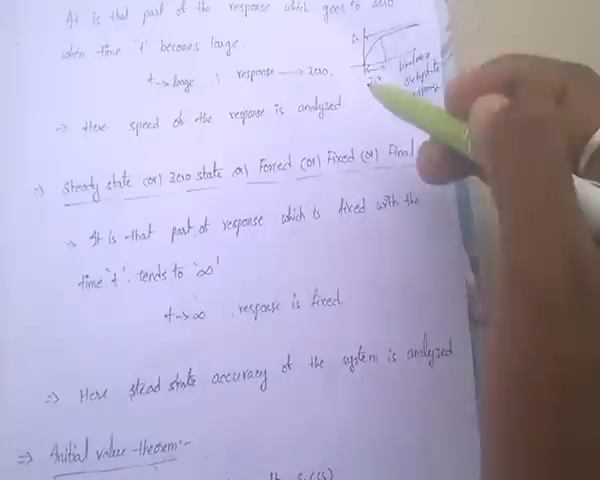 It is that part of the response which goes to zero
when time 't' becomes large.
t → large ; response → zero.
→ Here speed of the response is analysed
⇒ Steady state (or) zero state (or) Forced (or) Fixed (or) Final
→ It is that part of response which is fixed with the
time 't' tends to '∞'
t → ∞ , response is fixed.
⇒ Here stead state accuracy of the system is analyzed
⇒ Initial value theorem:-